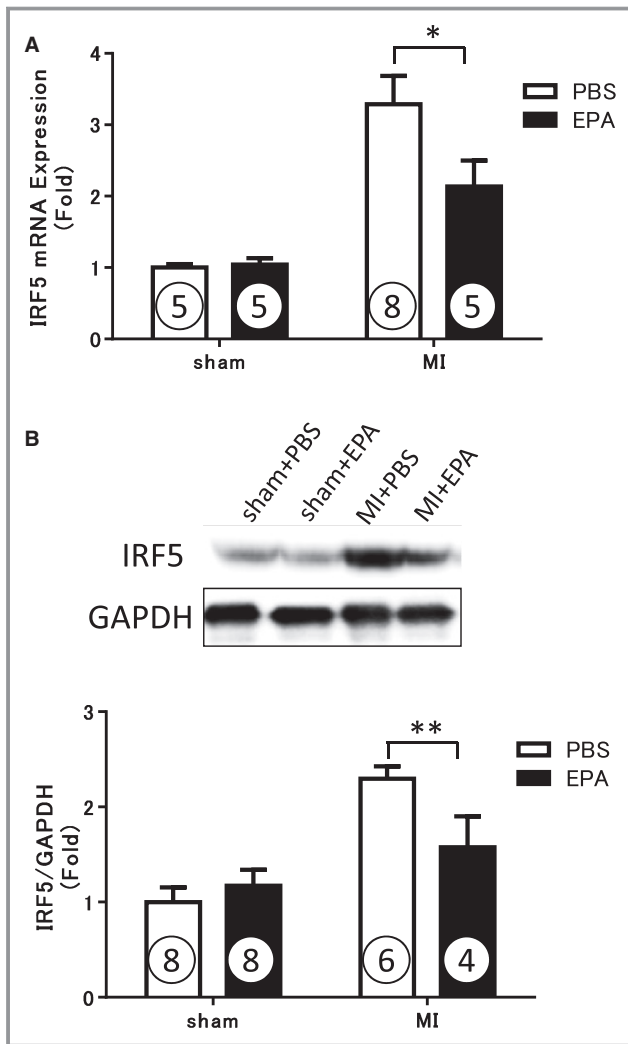 A
IRF5 mRNA Expression
(Fold)
4
3
2
1
0
*
PBS
EPA
5
5
8
5
sham
MI
B
sham+PBS
sham+EPA
MI+PBS
MI+EPA
IRF5
GAPDH
IRF5/GAPDH
(Fold)
3
2
1
0
**
PBS
EPA
8
8
6
4
sham
MI